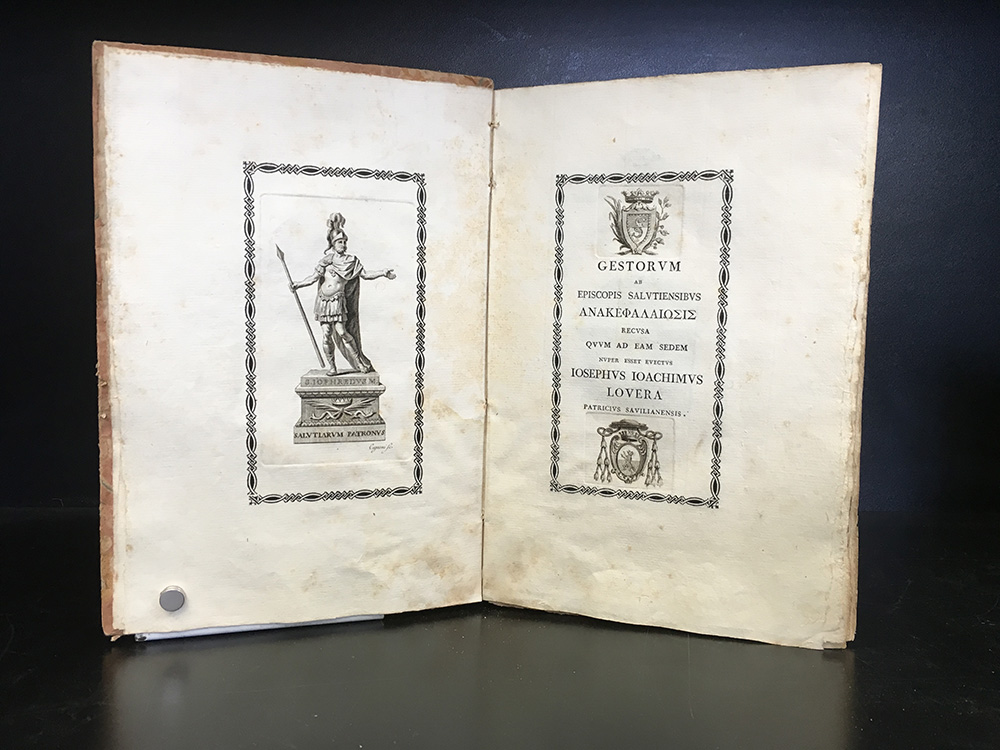 SALVTIARVM PATRONVS
GESTORVM
AB
EPISCOPIS SALVTIENSIBVS
ΑΝΑΚΕΦΑΛΑΙΩΣΙΣ
RECVSA
QVVM AD EAM SEDEM
NVPER ESSET EVECTVS
IOSEPHVS IOACHIMVS
LOVERA
PATRICIVS SAVILIANENSIS.